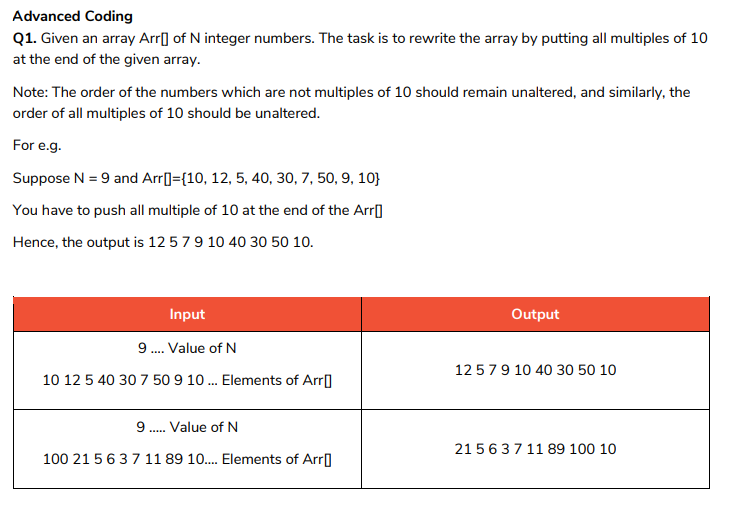 Advanced Coding
Q1. Given an array Arr[] of N integer numbers. The task is to rewrite the array by putting all multiples of 10
at the end of the given array.
Note: The order of the numbers which are not multiples of 10 should remain unaltered, and similarly, the
order of all multiples of 10 should be unaltered.
For e.g.
Suppose N = 9 and Arr[]={10, 12, 5, 40, 30, 7, 50, 9, 10}
You have to push all multiple of 10 at the end of the Arr[]
Hence, the output is 12 5 7 9 10 40 30 50 10.
Input
Output
9 .... Value of N
10 12 5 40 30 7 50 9 10 ... Elements of Arr[]
12 5 7 9 10 40 30 50 10
9 ..... Value of N
100 21 5 6 3 7 11 89 10.... Elements of Arr[]
21 5 6 3 7 11 89 100 10